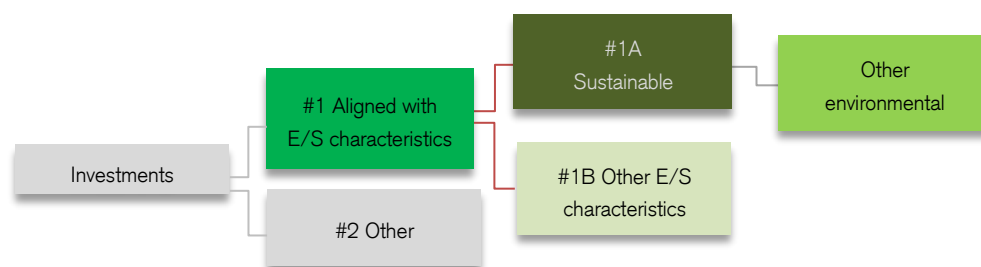 #1A
Sustainable
Other
environmental
#1 Aligned with
E/S characteristics
Investments
#1B Other E/S
characteristics
#2 Other